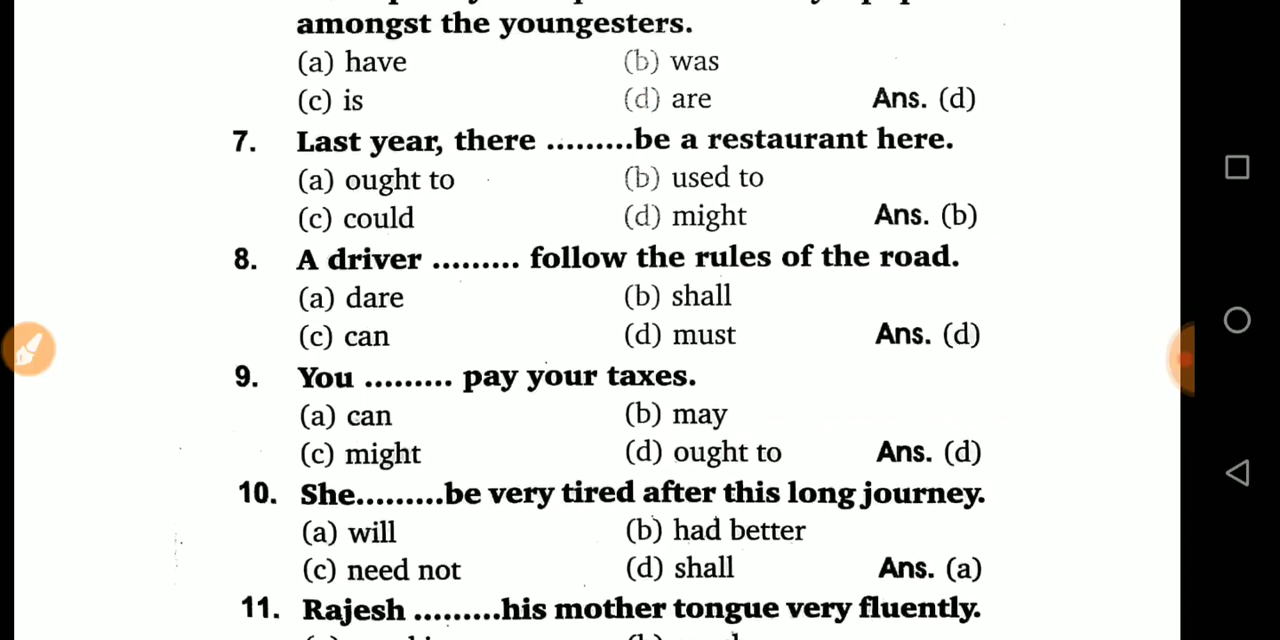 amongst the youngesters.
(a) have (b) was
(c) is (d) are Ans. (d)
7. Last year, there .........be a restaurant here.
(a) ought to (b) used to
(c) could (d) might Ans. (b)
8. A driver ......... follow the rules of the road.
(a) dare (b) shall
(c) can (d) must Ans. (d)
9. You ......... pay your taxes.
(a) can (b) may
(c) might (d) ought to Ans. (d)
10. She.........be very tired after this long journey.
(a) will (b) had better
(c) need not (d) shall Ans. (a)
11. Rajesh .........his mother tongue very fluently.